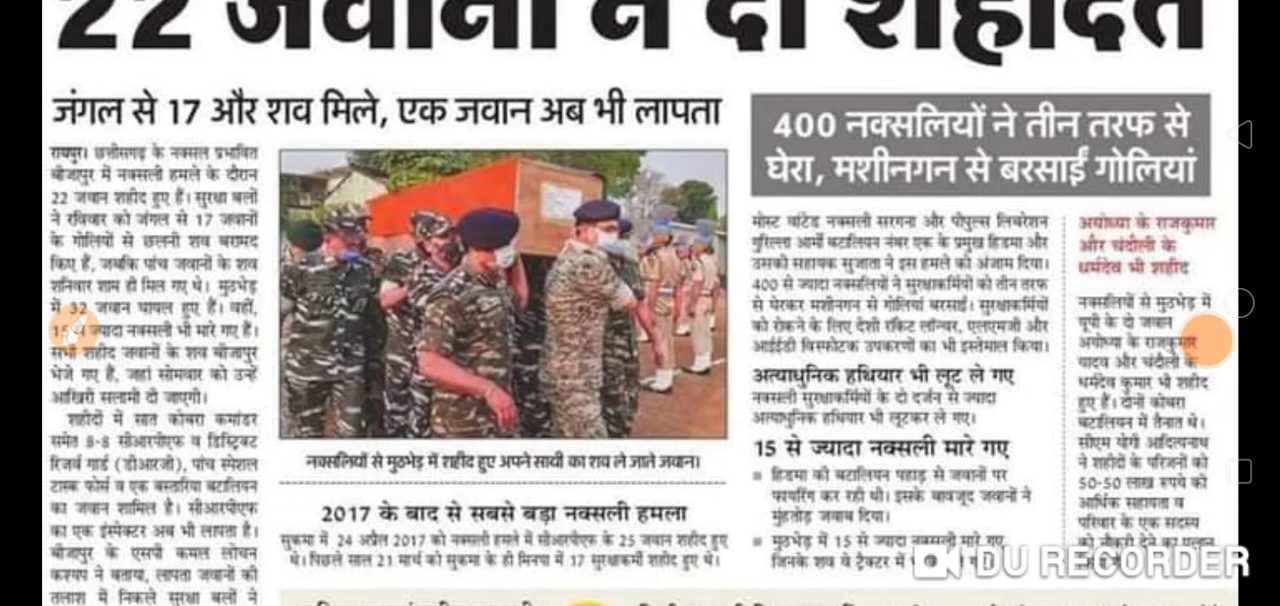 22 जवानों ने दी शहादत
जंगल से 17 और शव मिले, एक जवान अब भी लापता
रायपुर। छत्तीसगढ़ के नक्सल प्रभावित
बीजापुर में नक्सली हमले के दौरान
22 जवान शहीद हुए हैं। सुरक्षा बलों
ने रविवार को जंगल से 17 जवानों
के गोलियों से छलनी शव बरामद
किए हैं, जबकि पांच जवानों के शव
शनिवार शाम ही मिल गए थे। मुठभेड़
में 32 जवान घायल हुए हैं। वहीं,
15 से ज्यादा नक्सली भी मारे गए हैं।
सभी शहीद जवानों के शव बीजापुर
भेजे गए हैं, जहां सोमवार को उन्हें
आखिरी सलामी दी जाएगी।
शहीदों में सात कोबरा कमांडर
समेत 8-8 सीआरपीएफ व डिस्ट्रिक्ट
रिजर्व गार्ड (डीआरजी), पांच स्पेशल
टास्क फोर्स व एक बस्तरिया बटालियन
का जवान शामिल है। सीआरपीएफ
का एक इंस्पेक्टर अब भी लापता है।
बीजापुर के एसपी कमल लोचन
कश्यप ने बताया, लापता जवानों की
तलाश में निकले सुरक्षा बलों ने
नक्सलियों से मुठभेड़ में शहीद हुए अपने साथी का शव ले जाते जवान।
2017 के बाद से सबसे बड़ा नक्सली हमला
सुकमा में 24 अप्रैल 2017 को नक्सली हमले में सीआरपीएफ के 25 जवान शहीद हुए
थे। पिछले साल 21 मार्च को सुकमा के ही मिनपा में 17 सुरक्षाकर्मी शहीद हुए थे।
400 नक्सलियों ने तीन तरफ से
घेरा, मशीनगन से बरसाईं गोलियां
मोस्ट वांटेड नक्सली सरगना और पीपुल्स लिबरेशन
गुरिल्ला आर्मी बटालियन नंबर एक के प्रमुख हिडमा और
उसकी सहायक सुजाता ने इस हमले को अंजाम दिया।
400 से ज्यादा नक्सलियों ने सुरक्षाकर्मियों को तीन तरफ
से घेरकर मशीनगन से गोलियां बरसाईं। सुरक्षाकर्मियों
को रोकने के लिए देशी रॉकेट लॉन्चर, एलएमजी और
आईईडी विस्फोटक उपकरणों का भी इस्तेमाल किया।
अत्याधुनिक हथियार भी लूट ले गए
नक्सली सुरक्षाकर्मियों के दो दर्जन से ज्यादा
अत्याधुनिक हथियार भी लूटकर ले गए।
15 से ज्यादा नक्सली मारे गए
हिडमा की बटालियन पहाड़ से जवानों पर
फायरिंग कर रही थी। इसके बावजूद जवानों ने
मुंहतोड़ जवाब दिया।
मुठभेड़ में 15 से ज्यादा नक्सली मारे गए,
जिनके शव ये ट्रैक्टर में
अयोध्या के राजकुमार
और चंदौली के
धर्मदेव भी शहीद
नक्सलियों से मुठभेड़ में
यूपी के दो जवान
अयोध्या के राजकुमार
यादव और चंदौली के
धर्मदेव कुमार भी शहीद
हुए हैं। दोनों कोबरा
बटालियन में तैनात थे।
सीएम योगी आदित्यनाथ
ने शहीदों के परिजनों को
50-50 लाख रुपये की
आर्थिक सहायता व
परिवार के एक सदस्य
को नौकरी देने का एलान
DU RECORDER